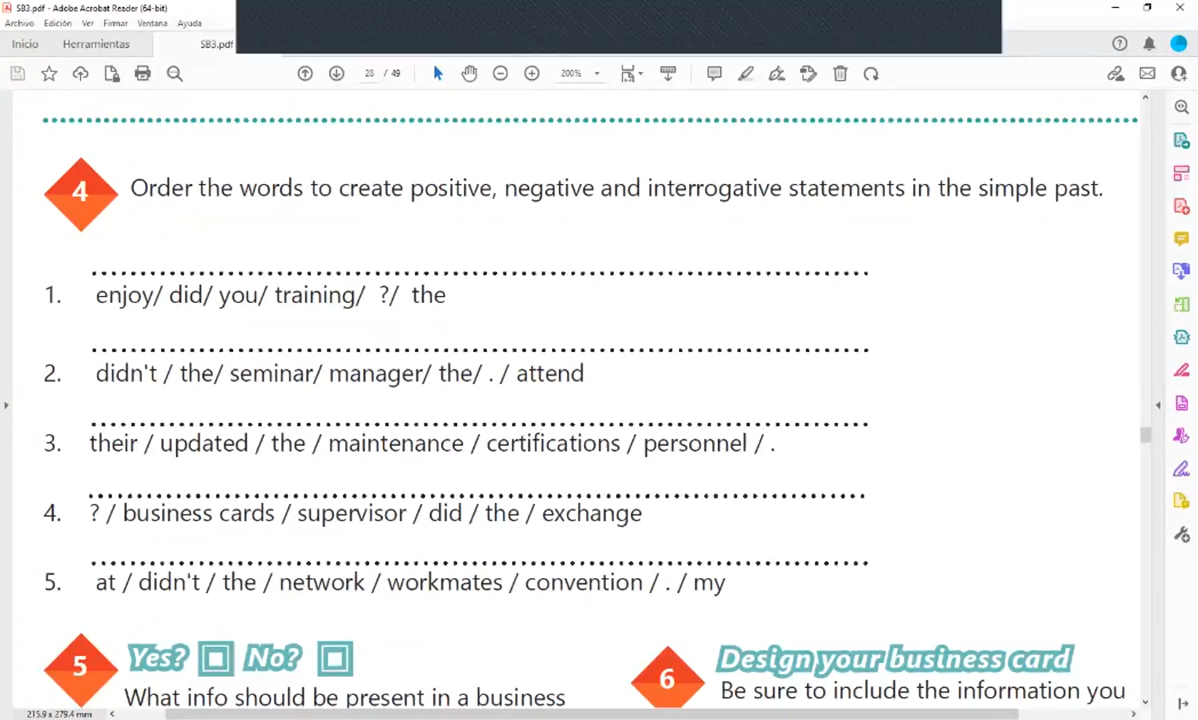 SB3.pdf - Adobe Acrobat Reader (64-bit)
Archivo Edición Ver Firmar Ventana Ayuda
Inicio Herramientas SB3.pdf
28 / 49 200%
4 Order the words to create positive, negative and interrogative statements in the simple past.
1. enjoy/ did/ you/ training/ ?/ the
2. didn't / the/ seminar/ manager/ the/ . / attend
3. their / updated / the / maintenance / certifications / personnel / .
4. ? / business cards / supervisor / did / the / exchange
5. at / didn't / the / network / workmates / convention / . / my
5 Yes? No?
What info should be present in a business
6 Design your business card
Be sure to include the information you
215.9 x 279.4 mm